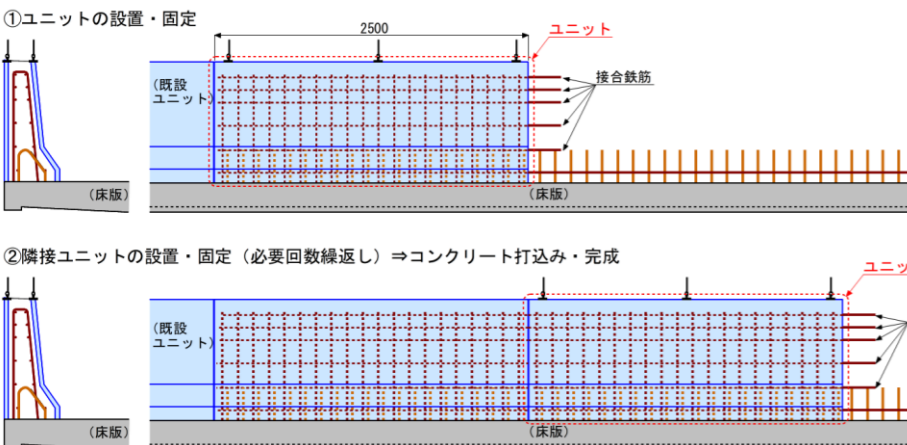 ①ユニットの設置・固定
2500
ユニット
(既設
ユニット)
接合鉄筋
(床版)
(床版)
②隣接ユニットの設置・固定（必要回数繰返し）⇒コンクリート打込み・完成
ユニッ
(既設
ユニット)
(床版)
(床版)